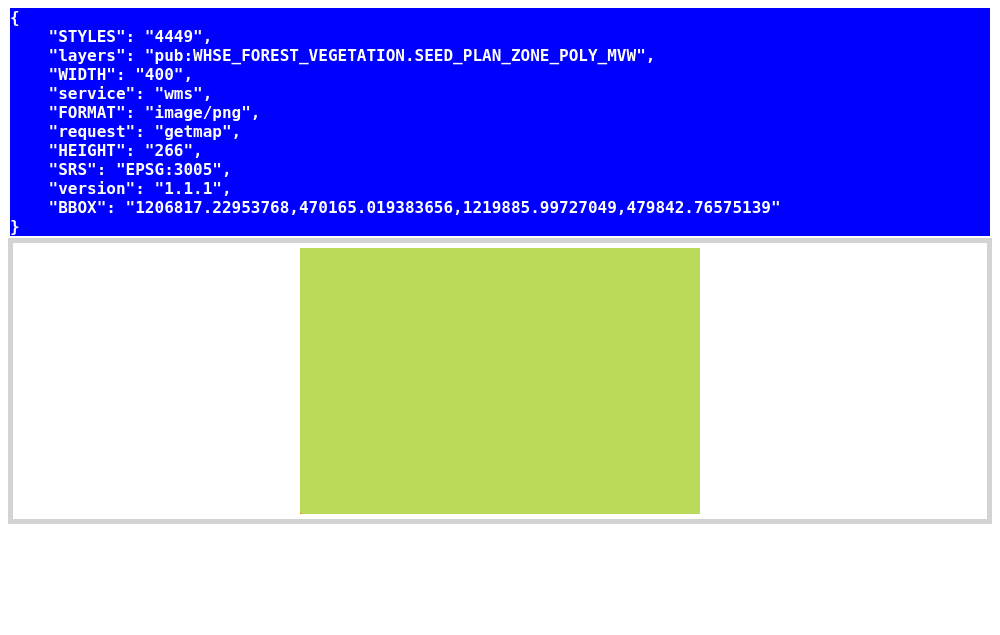 {
    "STYLES": "4449",
    "layers": "pub:WHSE_FOREST_VEGETATION.SEED_PLAN_ZONE_POLY_MVW",
    "WIDTH": "400",
    "service": "wms",
    "FORMAT": "image/png",
    "request": "getmap",
    "HEIGHT": "266",
    "SRS": "EPSG:3005",
    "version": "1.1.1",
    "BBOX": "1206817.22953768,470165.019383656,1219885.99727049,479842.76575139"
}